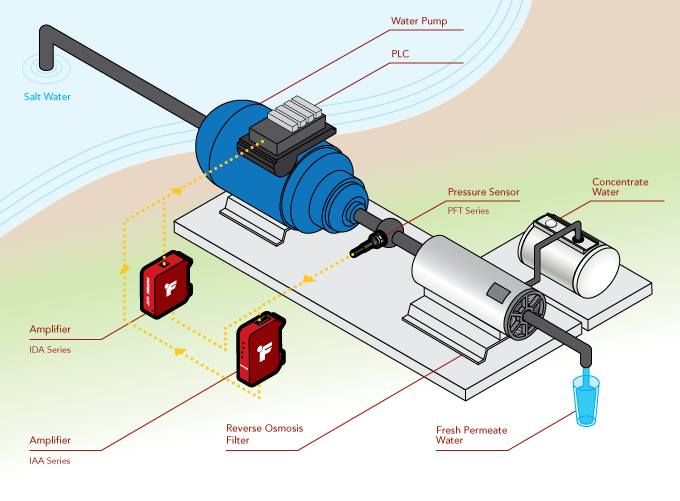 Water Pump
PLC
Salt Water
Pressure Sensor
PFT Series
Concentrate
Water
Amplifier
IDA Series
Amplifier
IAA Series
Reverse Osmosis
Filter
Fresh Permeate
Water